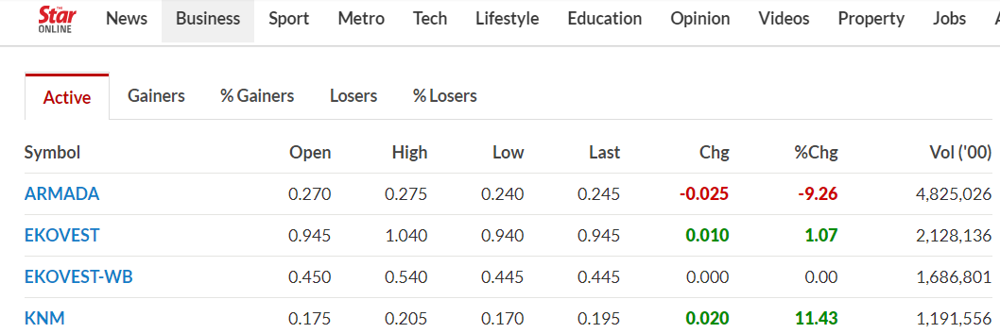 THE
Star
ONLINE
News Business Sport Metro Tech Lifestyle Education Opinion Videos Property Jobs
Active Gainers % Gainers Losers % Losers
Symbol Open High Low Last Chg %Chg Vol ('00)
ARMADA 0.270 0.275 0.240 0.245 -0.025 -9.26 4,825,026
EKOVEST 0.945 1.040 0.940 0.945 0.010 1.07 2,128,136
EKOVEST-WB 0.450 0.540 0.445 0.445 0.000 0.00 1,686,801
KNM 0.175 0.205 0.170 0.195 0.020 11.43 1,191,556